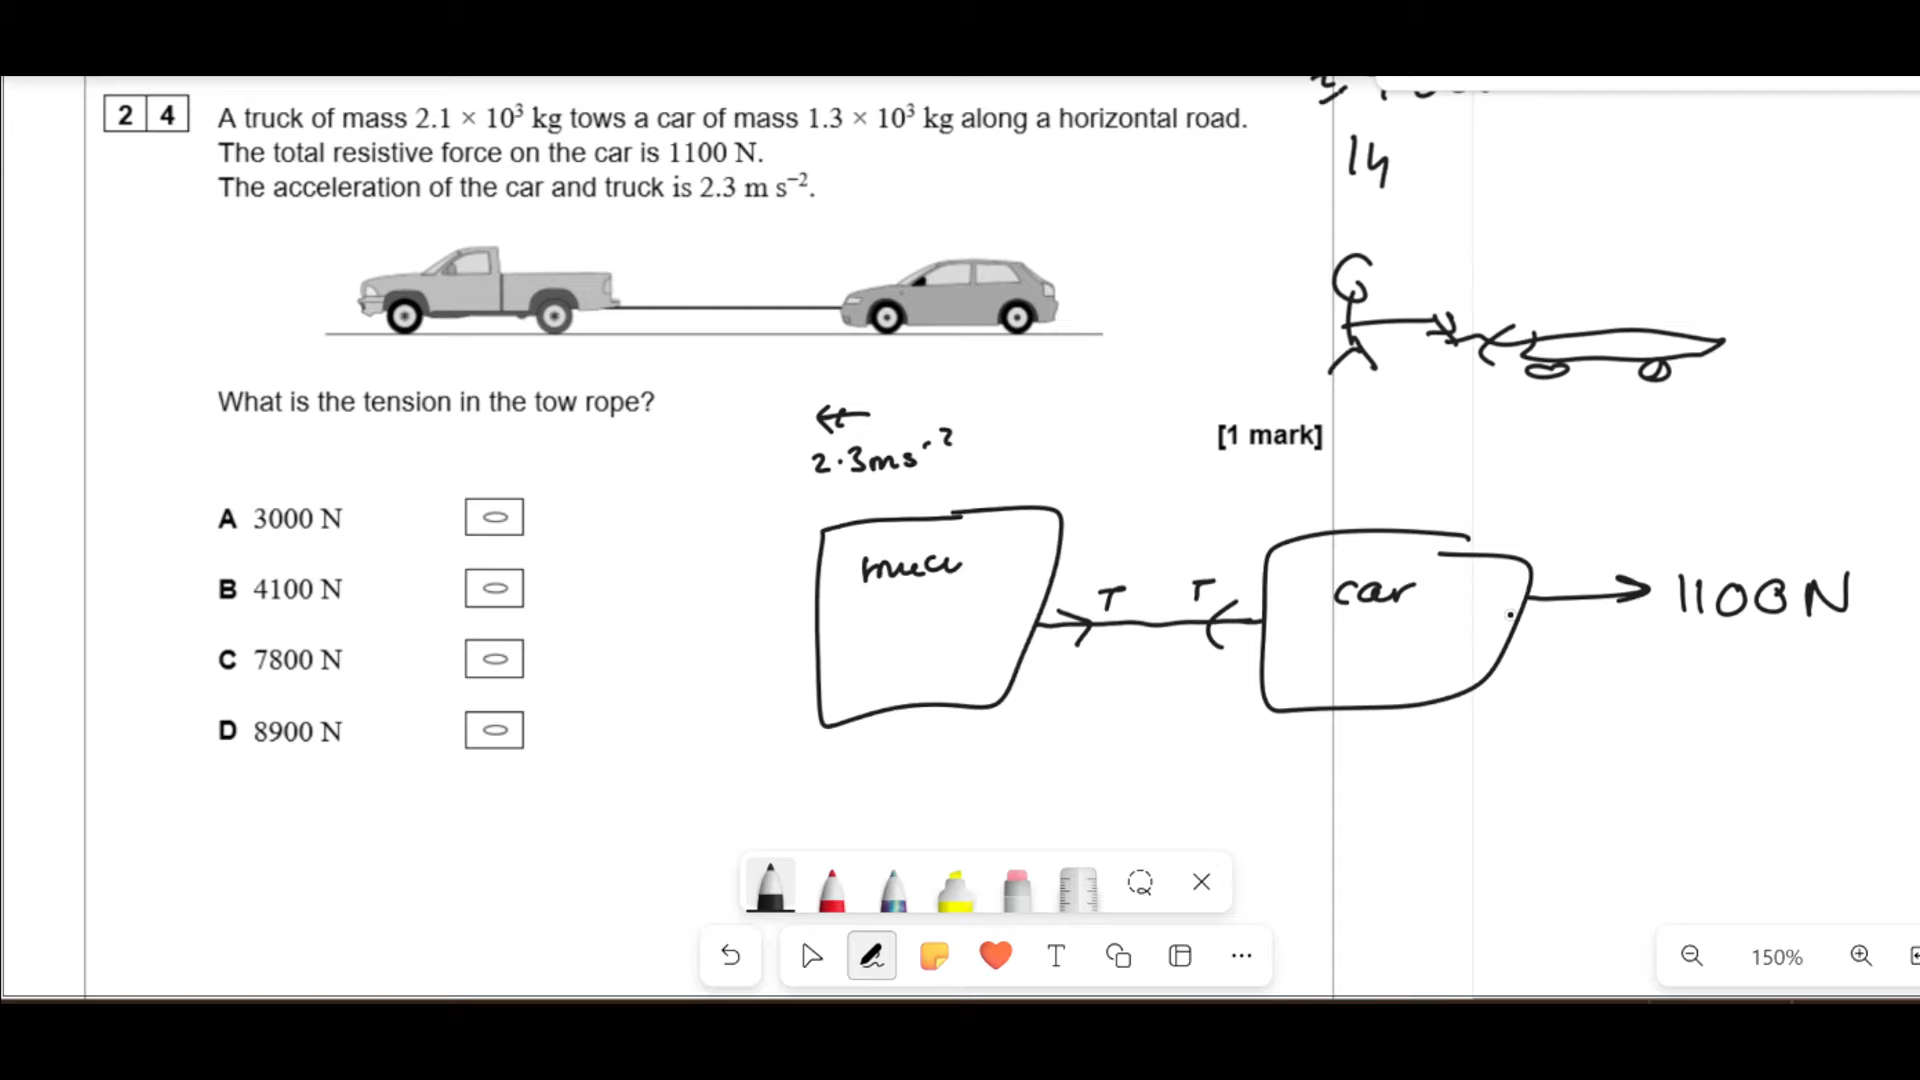 2 4 A truck of mass 2.1 × 10³ kg tows a car of mass 1.3 × 10³ kg along a horizontal road.
The total resistive force on the car is 1100 N.
The acceleration of the car and truck is 2.3 m s⁻².
14
What is the tension in the tow rope?
[1 mark]
2.3ms⁻²
A 3000 N
B 4100 N
C 7800 N
D 8900 N
truck
T T
car
1100 N
T
150%